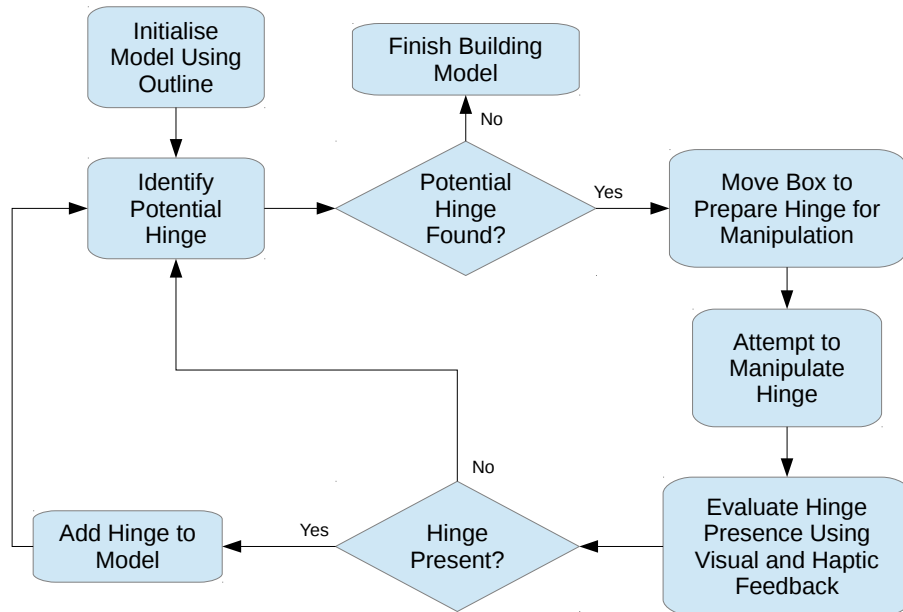 Initialise
Model Using
Outline
Finish Building
Model
No
Identify
Potential
Hinge
Potential
Hinge
Found?
Yes
Move Box to
Prepare Hinge for
Manipulation
Attempt to
Manipulate
Hinge
Evaluate Hinge
Presence Using
Visual and Haptic
Feedback
Hinge
Present?
No
Yes
Add Hinge to
Model